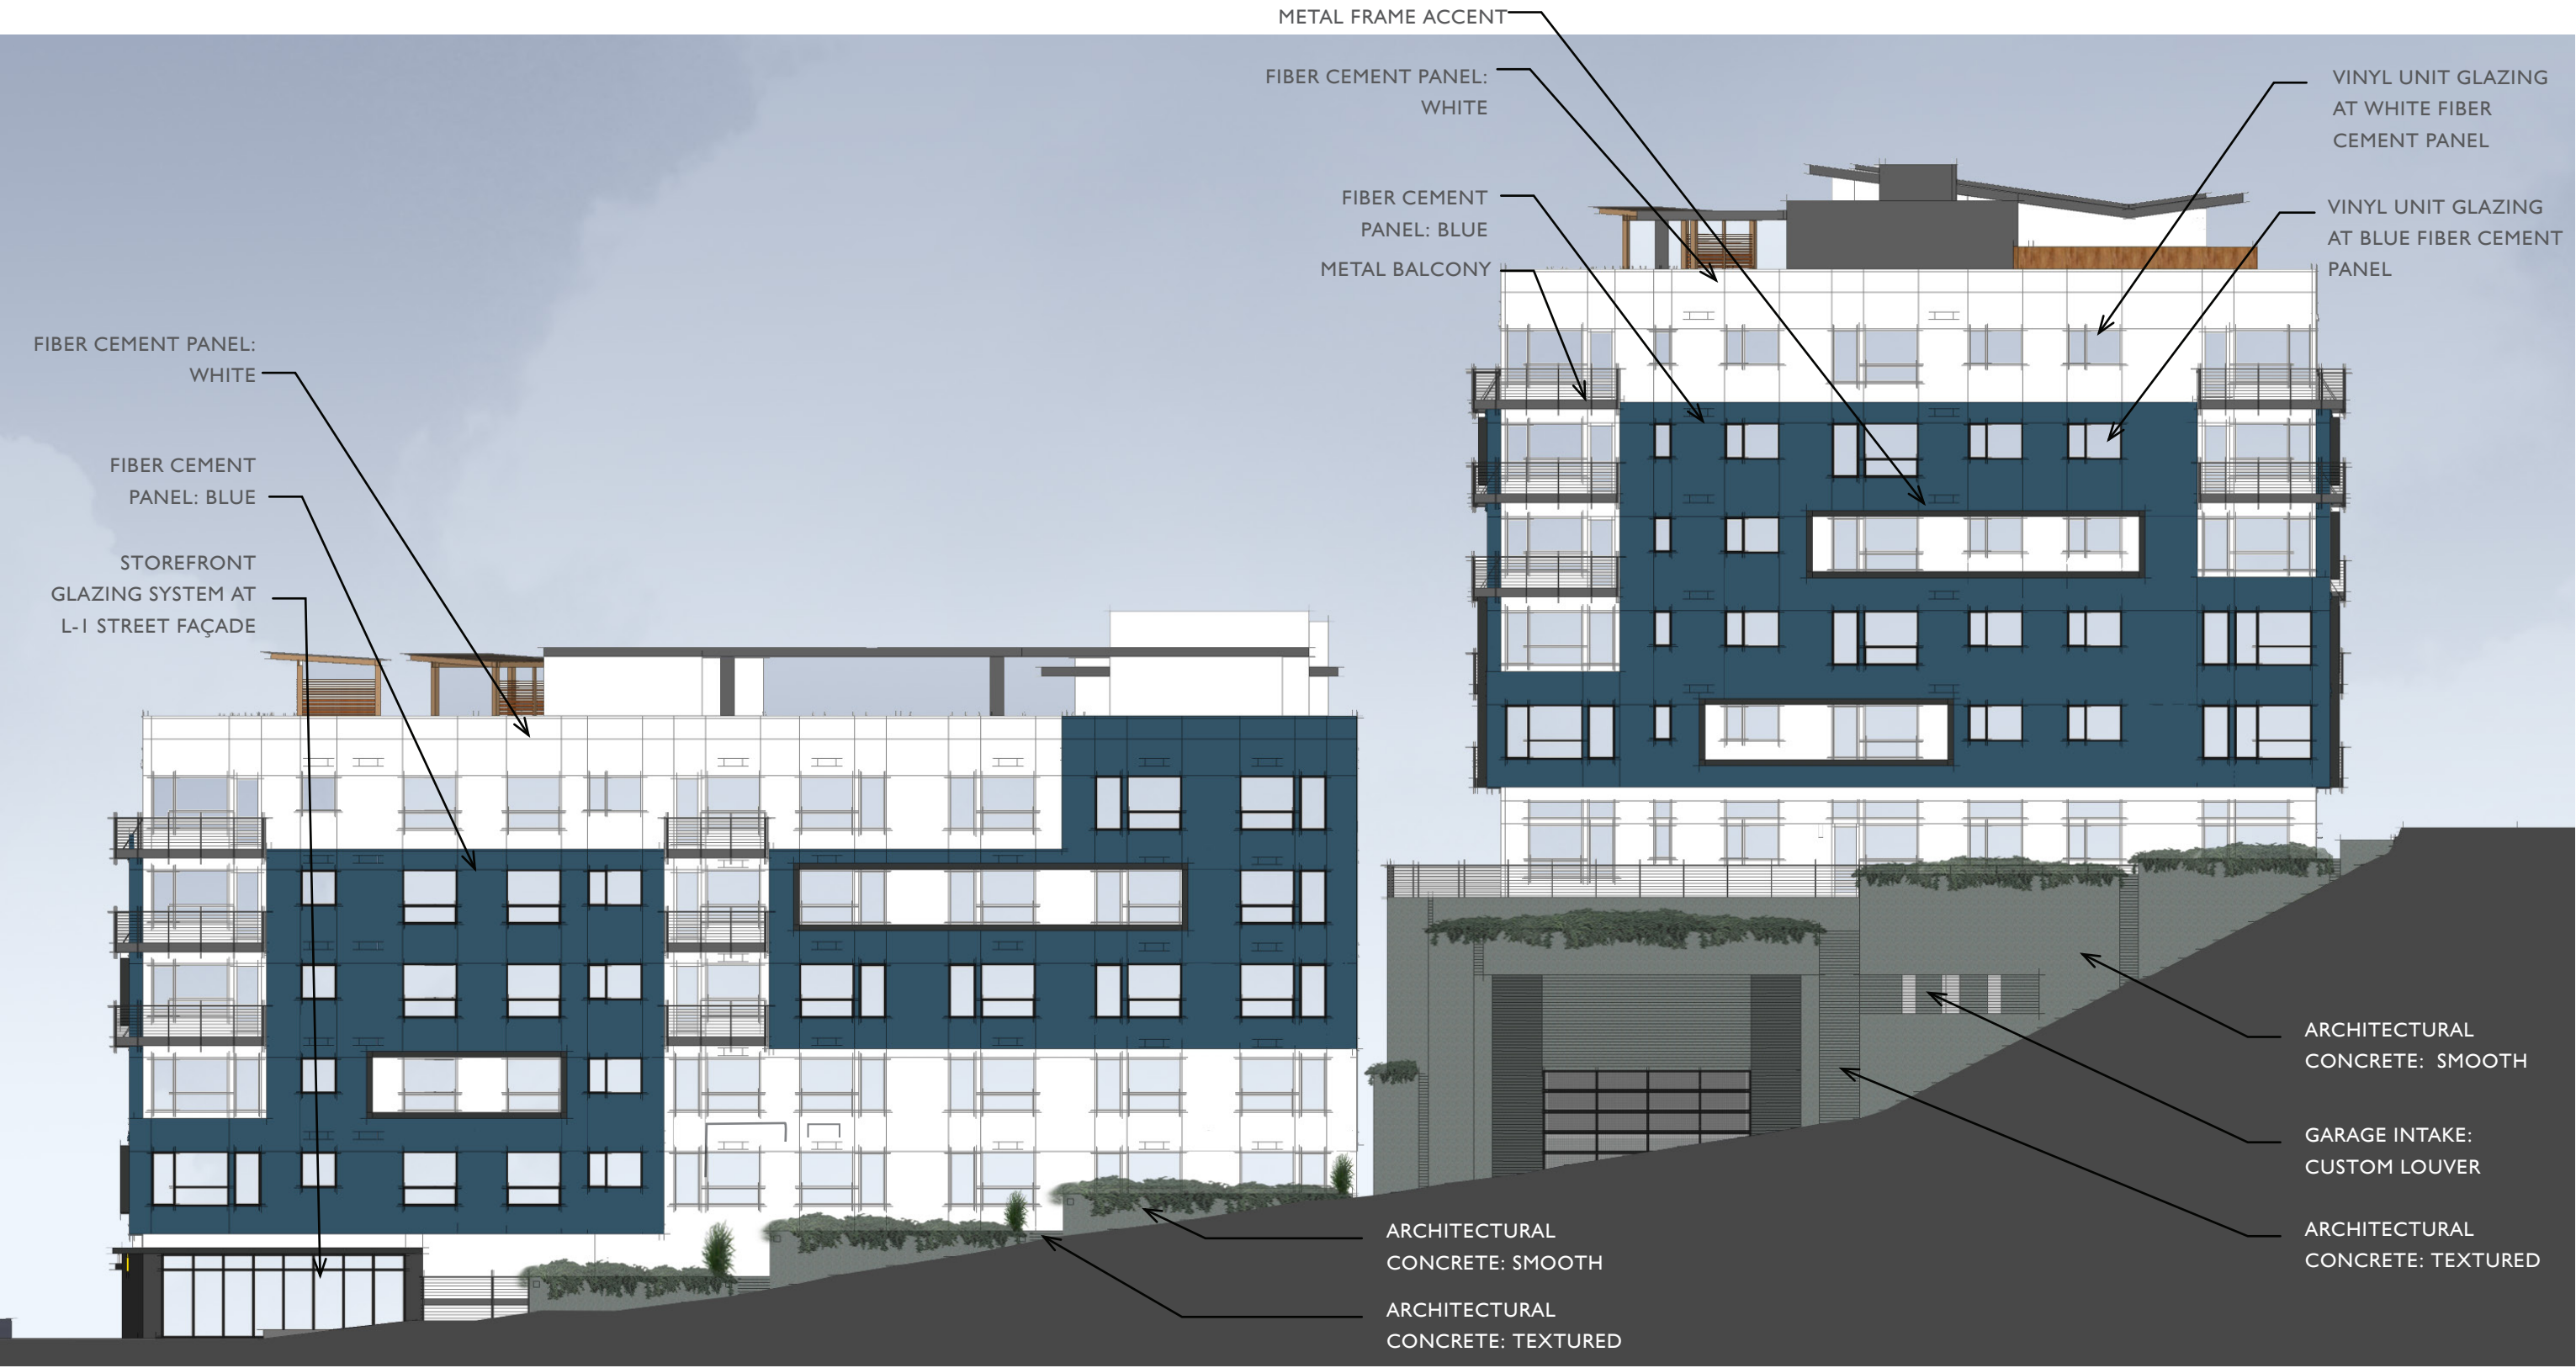 METAL FRAME ACCENT
FIBER CEMENT PANEL:
WHITE
FIBER CEMENT
PANEL: BLUE
METAL BALCONY
VINYL UNIT GLAZING
AT WHITE FIBER
CEMENT PANEL
VINYL UNIT GLAZING
AT BLUE FIBER CEMENT
PANEL
FIBER CEMENT PANEL:
WHITE
FIBER CEMENT
PANEL: BLUE
STOREFRONT
GLAZING SYSTEM AT
L-1 STREET FAÇADE
ARCHITECTURAL
CONCRETE: SMOOTH
GARAGE INTAKE:
CUSTOM LOUVER
ARCHITECTURAL
CONCRETE: TEXTURED
ARCHITECTURAL
CONCRETE: SMOOTH
ARCHITECTURAL
CONCRETE: TEXTURED